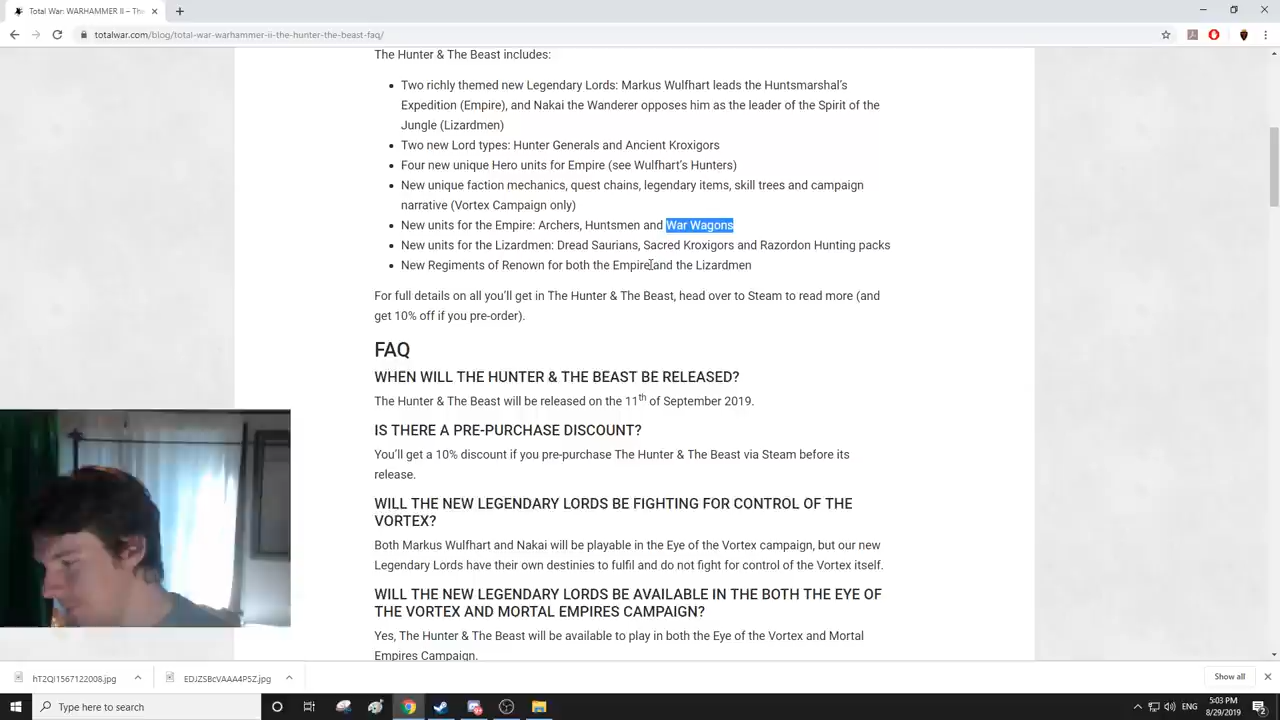 Total War: WARHAMMER II – The
totalwar.com/blog/total-war-warhammer-ii-the-hunter-the-beast-faq/
The Hunter & The Beast includes:
Two richly themed new Legendary Lords: Markus Wulfhart leads the Huntsmarshal's
Expedition (Empire), and Nakai the Wanderer opposes him as the leader of the Spirit of the
Jungle (Lizardmen)
Two new Lord types: Hunter Generals and Ancient Kroxigors
Four new unique Hero units for Empire (see Wulfhart's Hunters)
New unique faction mechanics, quest chains, legendary items, skill trees and campaign
narrative (Vortex Campaign only)
New units for the Empire: Archers, Huntsmen and War Wagons
New units for the Lizardmen: Dread Saurians, Sacred Kroxigors and Razordon Hunting packs
New Regiments of Renown for both the Empire and the Lizardmen
For full details on all you'll get in The Hunter & The Beast, head over to Steam to read more (and
get 10% off if you pre-order).
FAQ
WHEN WILL THE HUNTER & THE BEAST BE RELEASED?
The Hunter & The Beast will be released on the 11th of September 2019.
IS THERE A PRE-PURCHASE DISCOUNT?
You'll get a 10% discount if you pre-purchase The Hunter & The Beast via Steam before its
release.
WILL THE NEW LEGENDARY LORDS BE FIGHTING FOR CONTROL OF THE
VORTEX?
Both Markus Wulfhart and Nakai will be playable in the Eye of the Vortex campaign, but our new
Legendary Lords have their own destinies to fulfil and do not fight for control of the Vortex itself.
WILL THE NEW LEGENDARY LORDS BE AVAILABLE IN THE BOTH THE EYE OF
THE VORTEX AND MORTAL EMPIRES CAMPAIGN?
Yes, The Hunter & The Beast will be available to play in both the Eye of the Vortex and Mortal
Empires Campaign.
hT2QI1567122008.jpg
EDJZSBcVAAA4P5Z.jpg
Show all
Type here to search
ENG
5:03 PM
8/29/2019
2